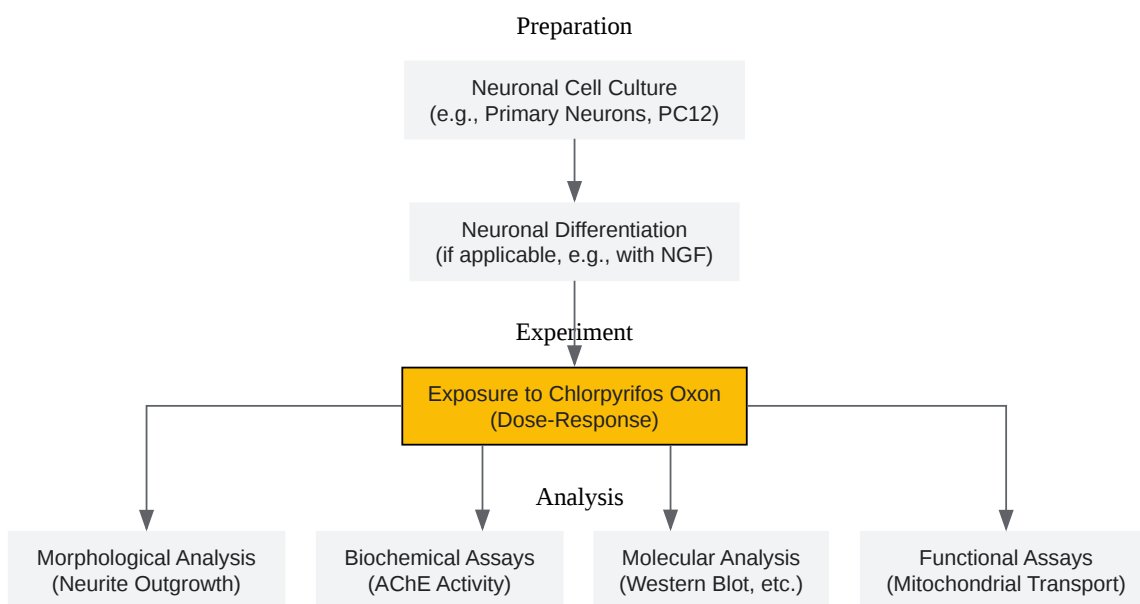 Preparation
Neuronal Cell Culture
(e.g., Primary Neurons, PC12)
Neuronal Differentiation
(if applicable, e.g., with NGF)
Experiment
Exposure to Chlorpyrifos Oxon
(Dose-Response)
Analysis
Morphological Analysis
(Neurite Outgrowth)
Biochemical Assays
(AChE Activity)
Molecular Analysis
(Western Blot, etc.)
Functional Assays
(Mitochondrial Transport)